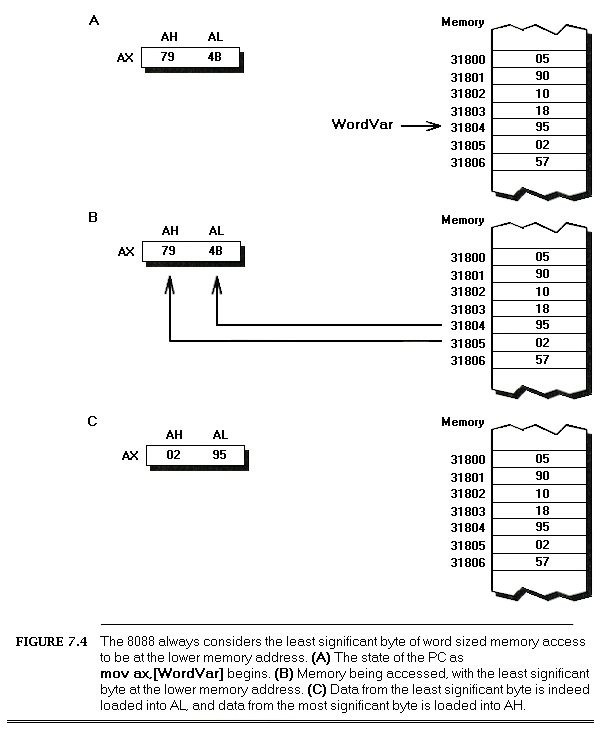 A
AH AL
AX 79 4B
Memory
31800 05
31801 90
31802 10
31803 18
WordVar 31804 95
31805 02
31806 57
B
AH AL
AX 79 4B
Memory
31800 05
31801 90
31802 10
31803 18
31804 95
31805 02
31806 57
C
AH AL
AX 02 95
Memory
31800 05
31801 90
31802 10
31803 18
31804 95
31805 02
31806 57
FIGURE 7.4 The 8088 always considers the least significant byte of word sized memory access
to be at the lower memory address. (A) The state of the PC as
mov ax,[WordVar] begins. (B) Memory being accessed, with the least significant
byte at the lower memory address. (C) Data from the least significant byte is indeed
loaded into AL, and data from the most significant byte is loaded into AH.